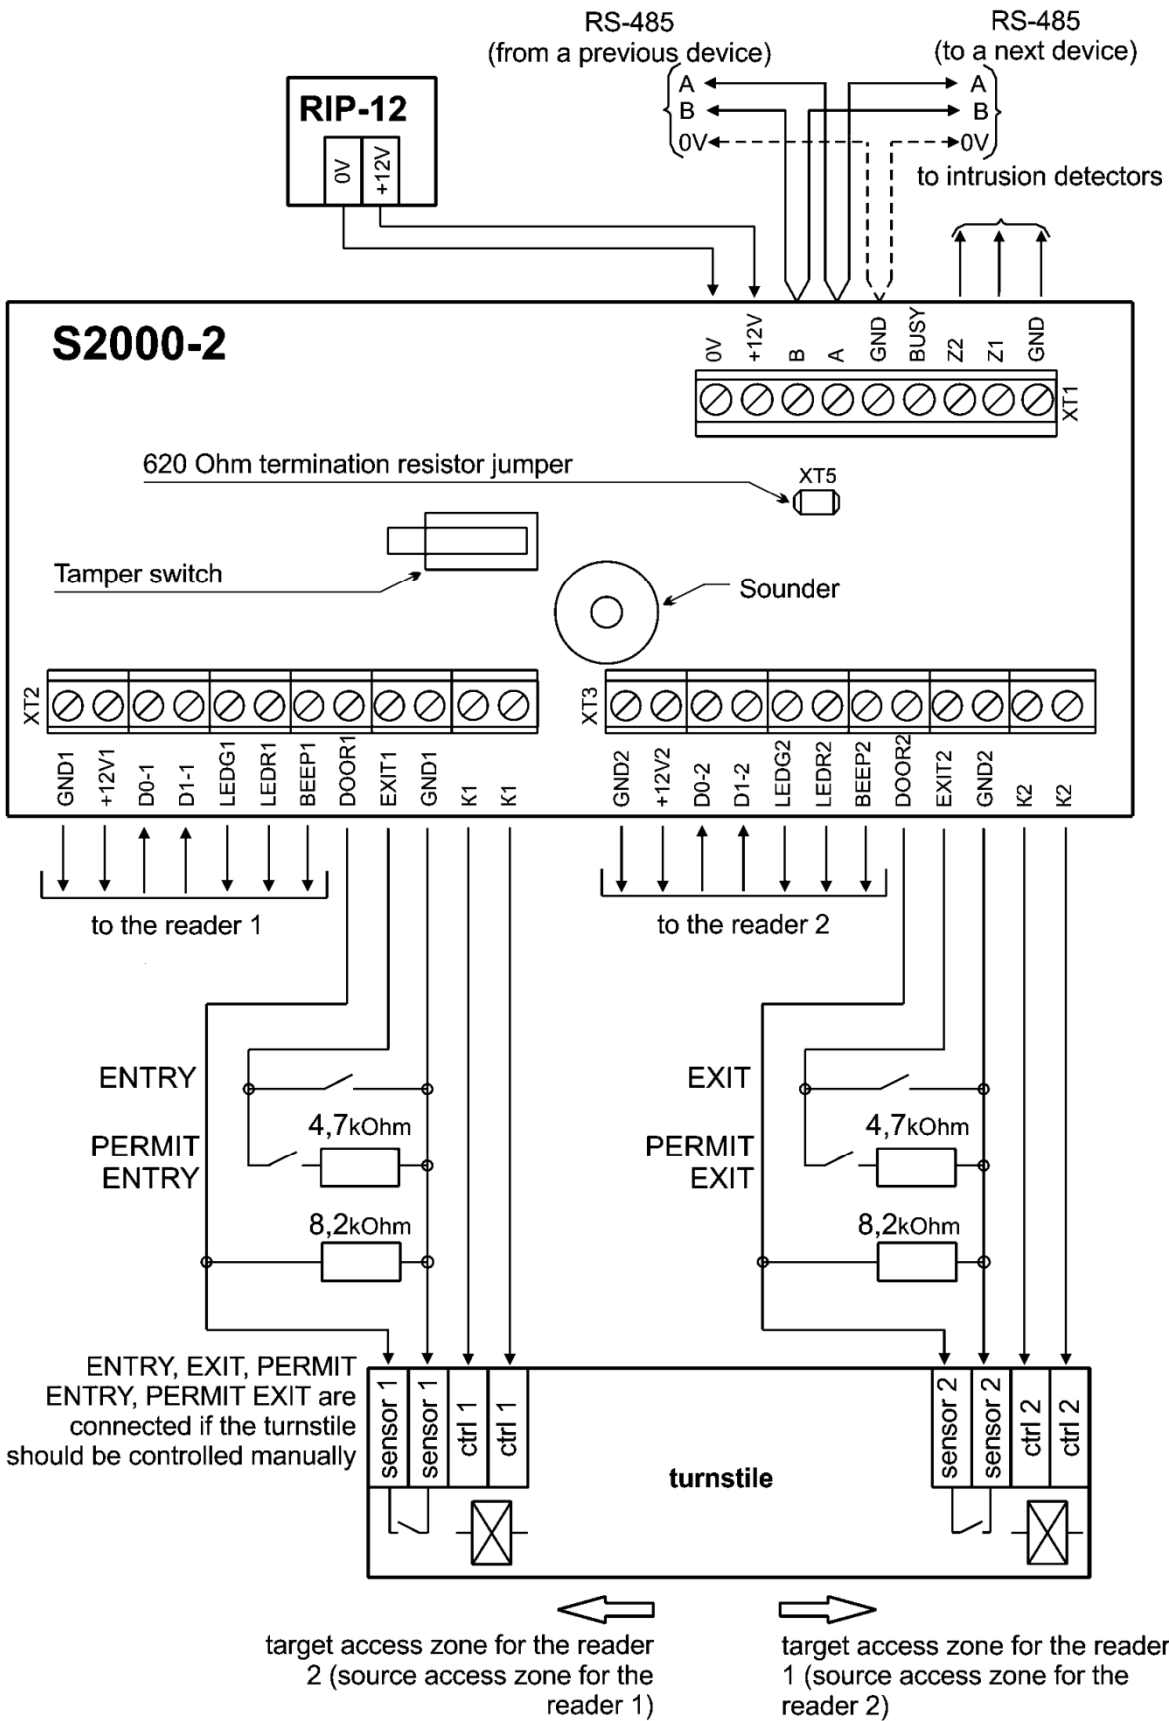 RS-485
(from a previous device)
RS-485
(to a next device)
A
B
0V
A
B
0V
RIP-12
0V
+12V
to intrusion detectors
S2000-2
0V
+12V
B
A
GND
BUSY
Z2
Z1
GND
XT1
620 Ohm termination resistor jumper
XT5
Tamper switch
Sounder
XT2
XT3
GND1
+12V1
D0-1
D1-1
LEDG1
LEDR1
BEEP1
DOOR1
EXIT1
GND1
K1
K1
GND2
+12V2
D0-2
D1-2
LEDG2
LEDR2
BEEP2
DOOR2
EXIT2
GND2
K2
K2
to the reader 1
to the reader 2
ENTRY
4,7kOhm
PERMIT
ENTRY
8,2kOhm
EXIT
4,7kOhm
PERMIT
EXIT
8,2kOhm
ENTRY, EXIT, PERMIT
ENTRY, PERMIT EXIT are
connected if the turnstile
should be controlled manually
sensor 1
sensor 1
ctrl 1
ctrl 1
turnstile
sensor 2
sensor 2
ctrl 2
ctrl 2
target access zone for the reader
2 (source access zone for the
reader 1)
target access zone for the reader
1 (source access zone for the
reader 2)